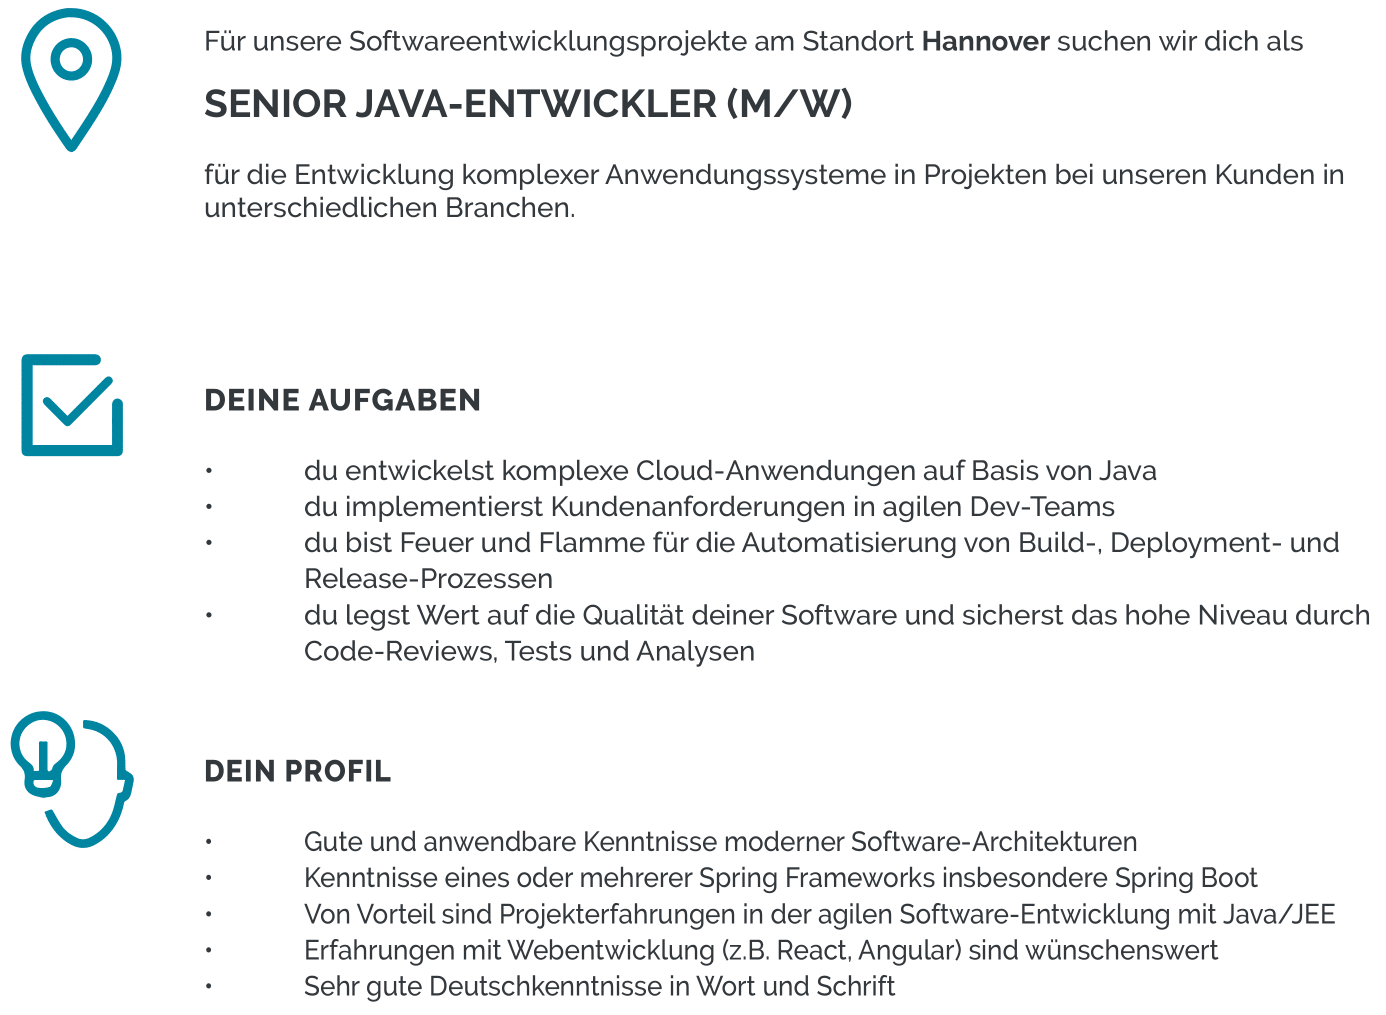 Für unsere Softwareentwicklungsprojekte am Standort Hannover suchen wir dich als
SENIOR JAVA-ENTWICKLER (M/W)
für die Entwicklung komplexer Anwendungssysteme in Projekten bei unseren Kunden in
unterschiedlichen Branchen.
DEINE AUFGABEN
• du entwickelst komplexe Cloud-Anwendungen auf Basis von Java
• du implementierst Kundenanforderungen in agilen Dev-Teams
• du bist Feuer und Flamme für die Automatisierung von Build-, Deployment- und
Release-Prozessen
• du legst Wert auf die Qualität deiner Software und sicherst das hohe Niveau durch
Code-Reviews, Tests und Analysen
DEIN PROFIL
• Gute und anwendbare Kenntnisse moderner Software-Architekturen
• Kenntnisse eines oder mehrerer Spring Frameworks insbesondere Spring Boot
• Von Vorteil sind Projekterfahrungen in der agilen Software-Entwicklung mit Java/JEE
• Erfahrungen mit Webentwicklung (z.B. React, Angular) sind wünschenswert
• Sehr gute Deutschkenntnisse in Wort und Schrift